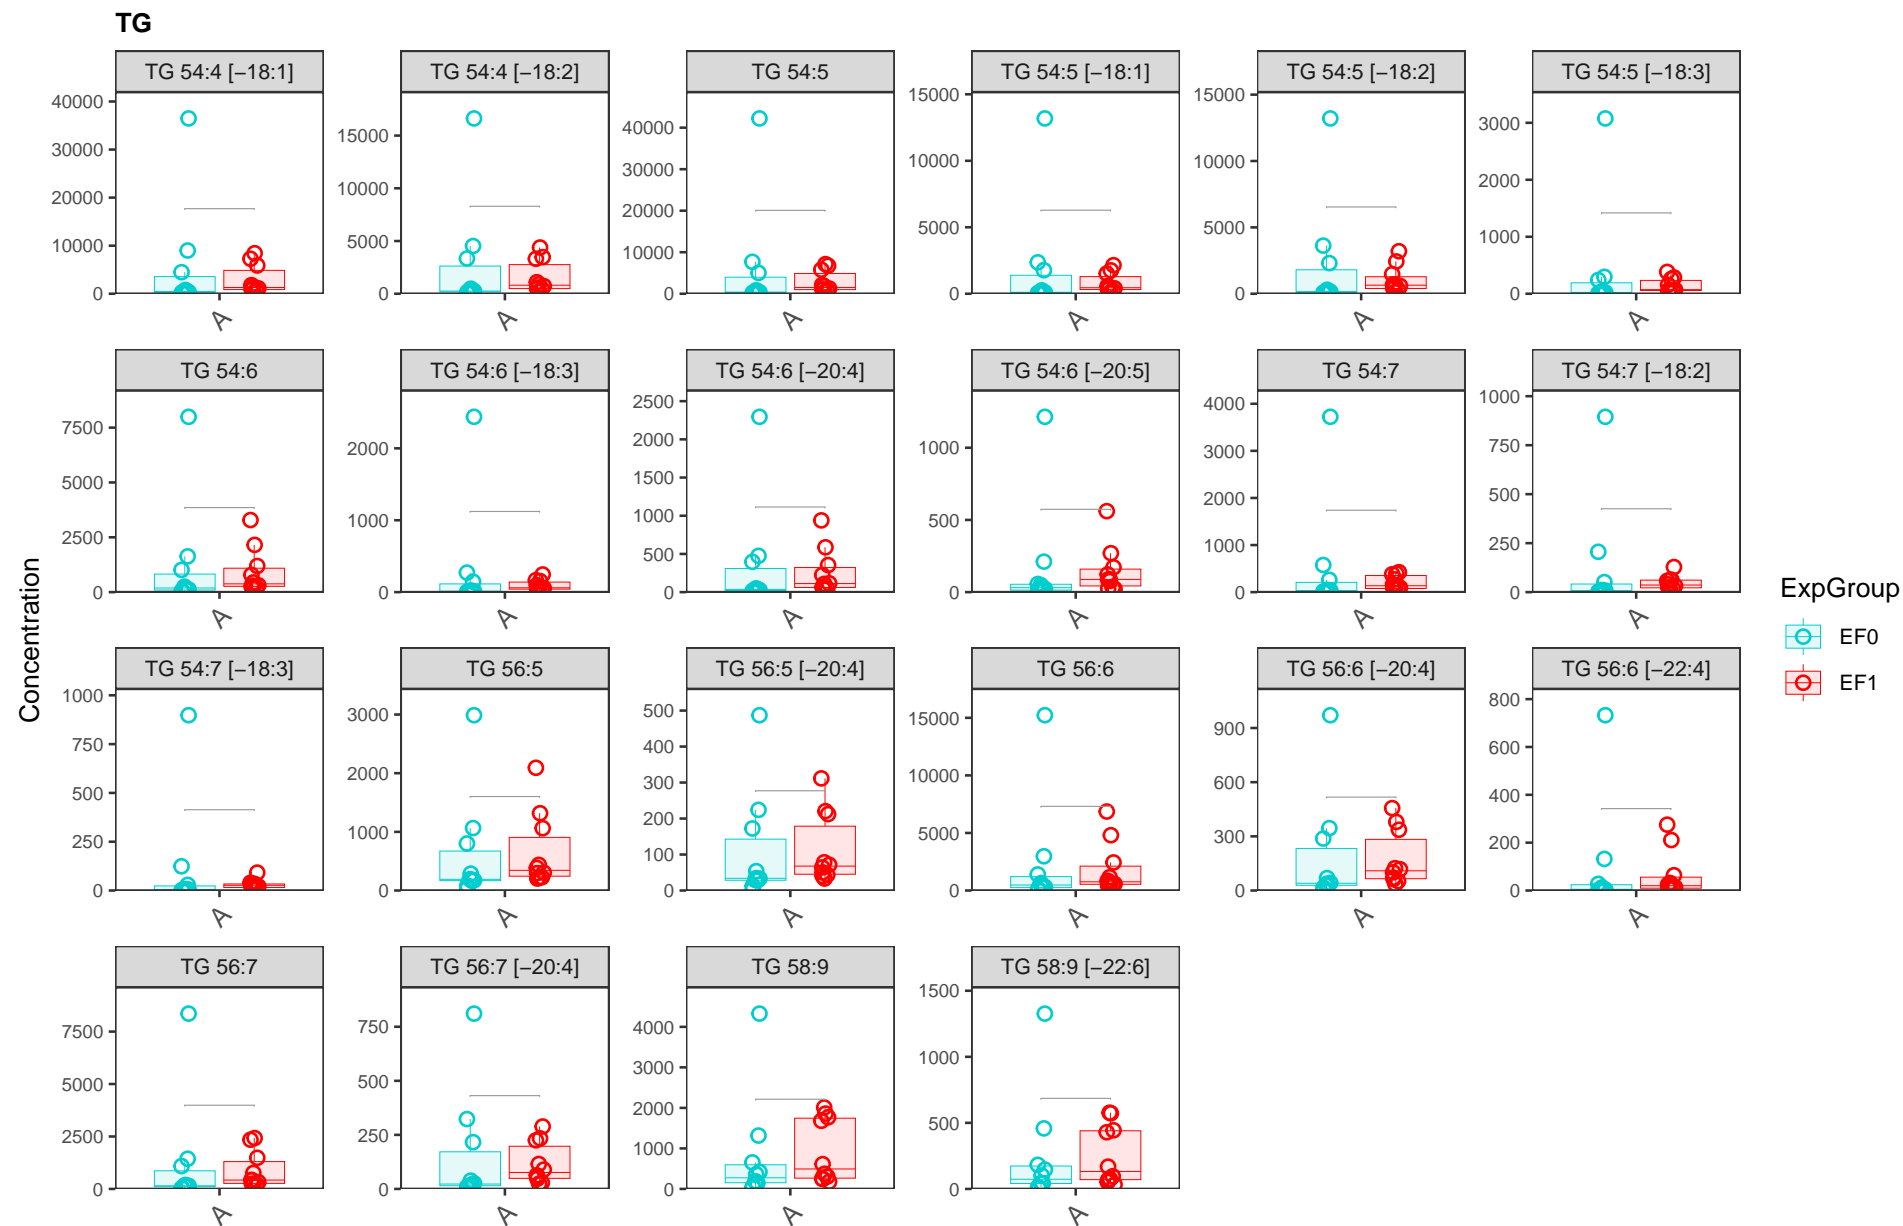 TG
TG 54:4 [−18:1] TG 54:4 [−18:2] TG 54:5 TG 54:5 [−18:1] TG 54:5 [−18:2] TG 54:5 [−18:3]
40000 30000 20000 10000 0
15000 10000 5000 0
40000 30000 20000 10000 0
15000 10000 5000 0
15000 10000 5000 0
3000 2000 1000 0
A A A A A A
TG 54:6 TG 54:6 [−18:3] TG 54:6 [−20:4] TG 54:6 [−20:5] TG 54:7 TG 54:7 [−18:2]
7500 5000 2500 0
2000 1000 0
2500 2000 1500 1000 500 0
1000 500 0
4000 3000 2000 1000 0
1000 750 500 250 0
A A A A A A
Concentration
TG 54:7 [−18:3] TG 56:5 TG 56:5 [−20:4] TG 56:6 TG 56:6 [−20:4] TG 56:6 [−22:4]
1000 750 500 250 0
3000 2000 1000 0
500 400 300 200 100 0
15000 10000 5000 0
900 600 300 0
800 600 400 200 0
A A A A A A
TG 56:7 TG 56:7 [−20:4] TG 58:9 TG 58:9 [−22:6]
7500 5000 2500 0
750 500 250 0
4000 3000 2000 1000 0
1500 1000 500 0
A A A A
ExpGroup
EF0
EF1